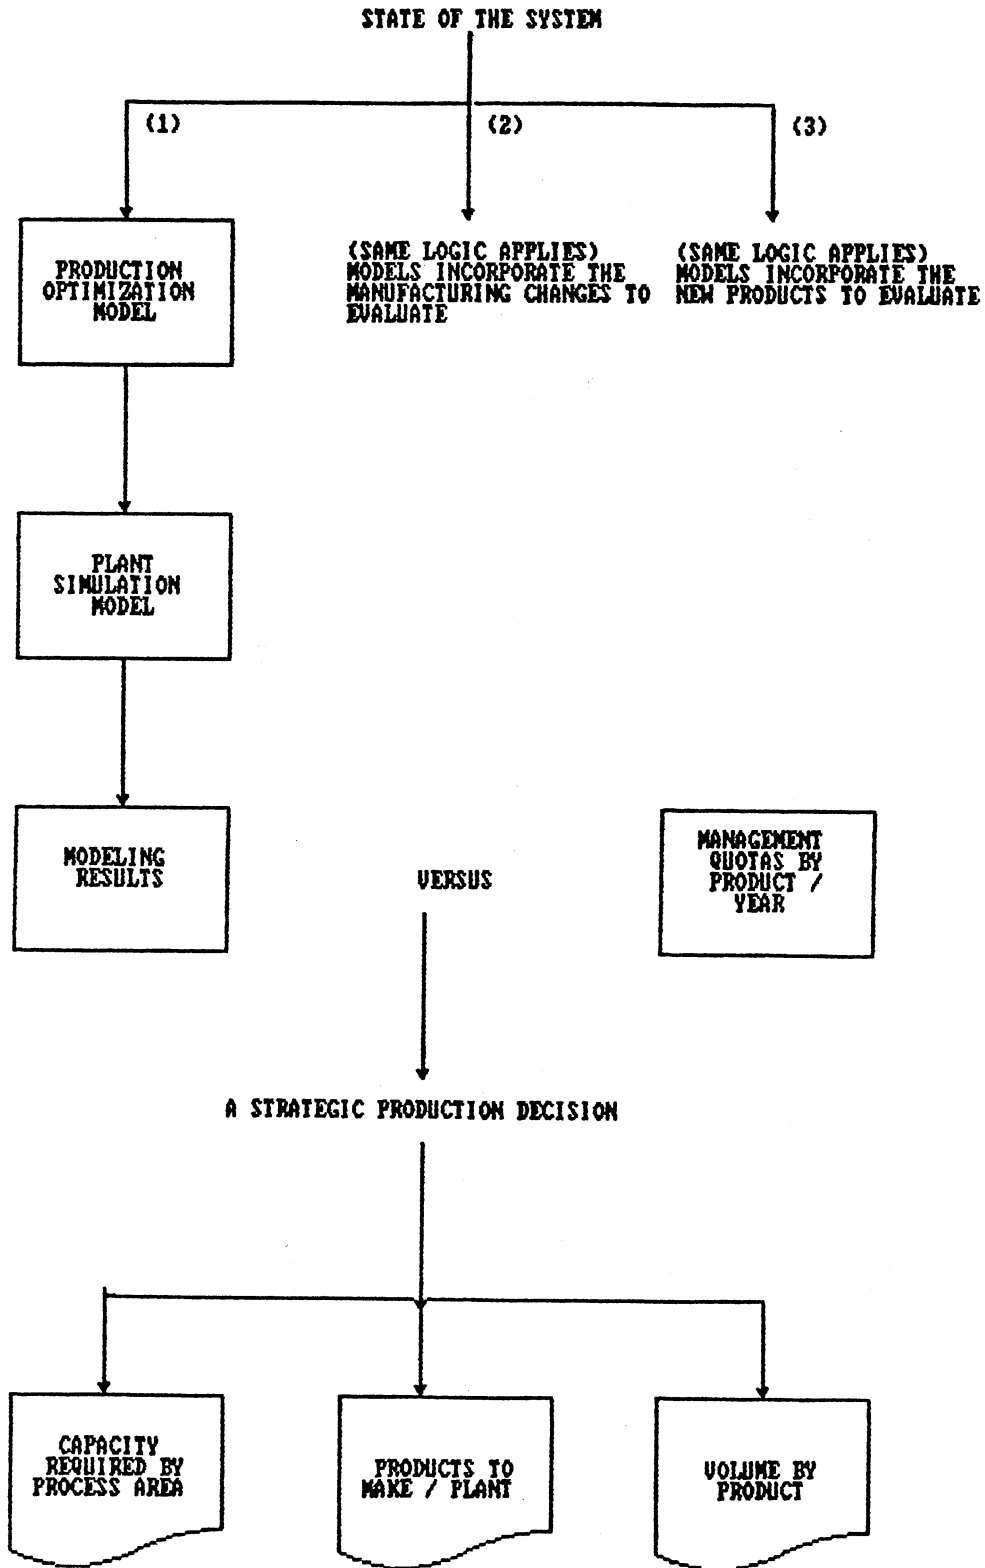 STATE OF THE SYSTEM
(1)
(2)
(3)
PRODUCTION
OPTIMIZATION
MODEL
(SAME LOGIC APPLIES)
MODELS INCORPORATE THE
MANUFACTURING CHANGES TO
EVALUATE
(SAME LOGIC APPLIES)
MODELS INCORPORATE THE
NEW PRODUCTS TO EVALUATE
PLANT
SIMULATION
MODEL
MODELING
RESULTS
VERSUS
MANAGEMENT
QUOTAS BY
PRODUCT /
YEAR
A STRATEGIC PRODUCTION DECISION
CAPACITY
REQUIRED BY
PROCESS AREA
PRODUCTS TO
MAKE / PLANT
VOLUME BY
PRODUCT